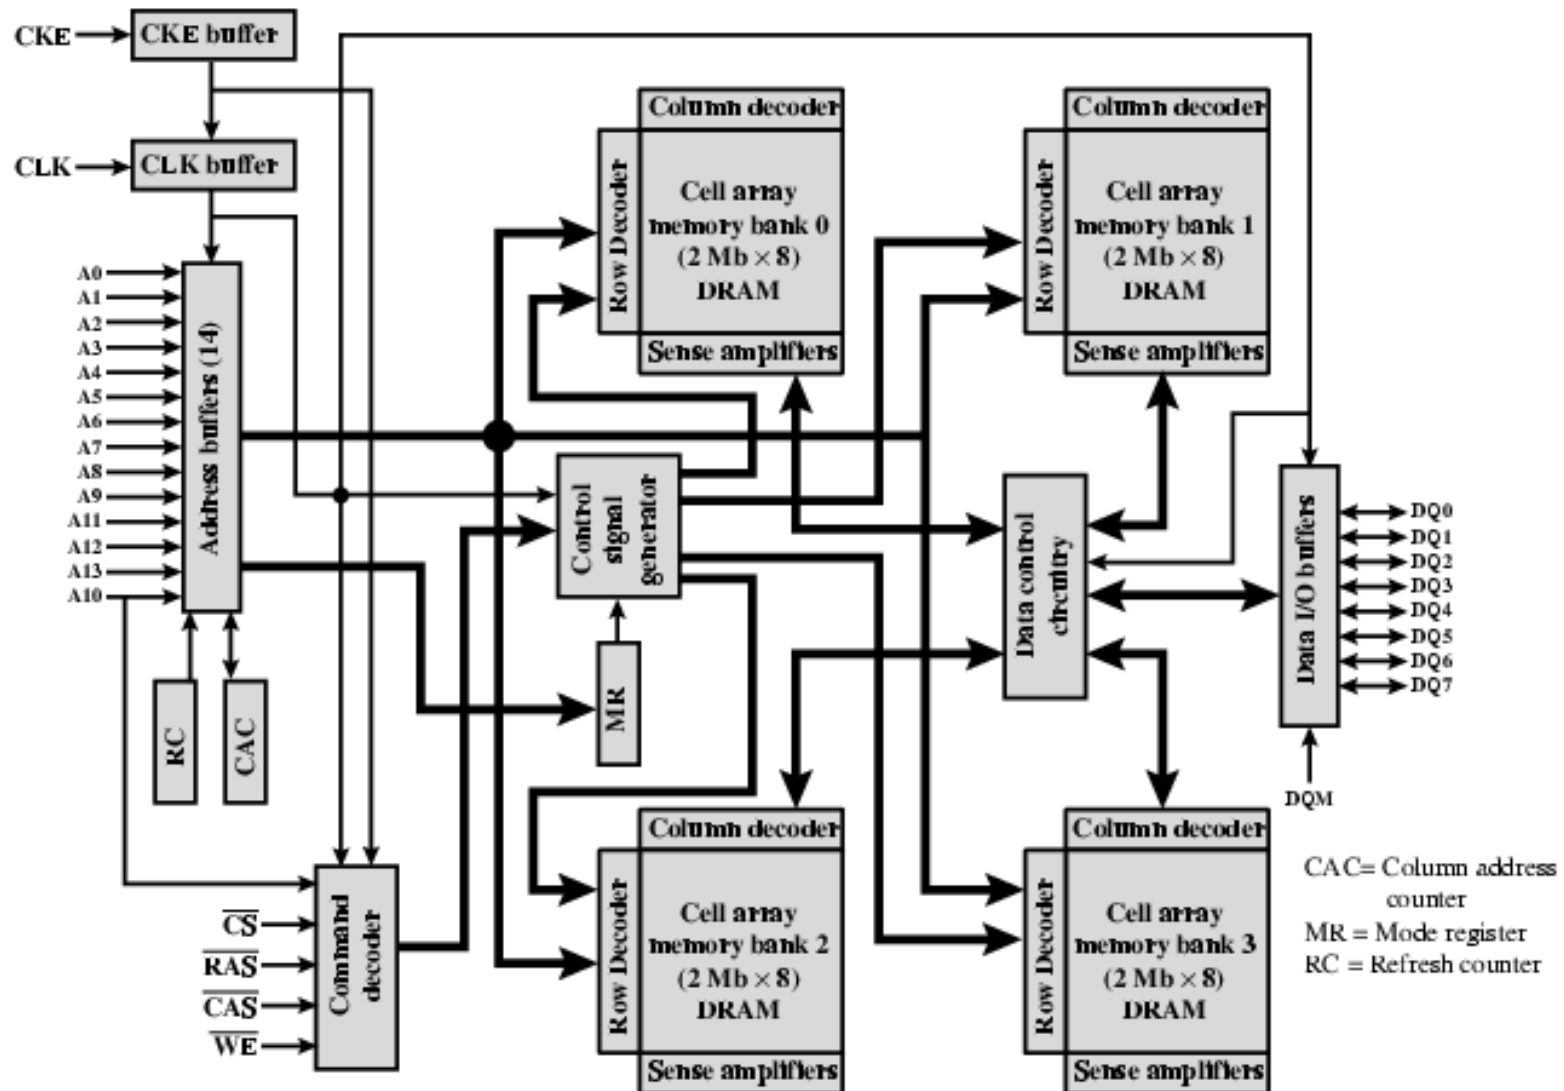 CKE
CKE buffer
CLK
CLK buffer
A0
A1
A2
A3
A4
A5
A6
A7
A8
A9
A11
A12
A13
A10
Address buffers (14)
RC
CAC
CS
RAS
CAS
WE
Command
decoder
Control
signal
generator
MR
Column decoder
Row Decoder
Cell array
memory bank 0
(2 Mb × 8)
DRAM
Sense amplifiers
Column decoder
Row Decoder
Cell array
memory bank 1
(2 Mb × 8)
DRAM
Sense amplifiers
Column decoder
Row Decoder
Cell array
memory bank 2
(2 Mb × 8)
DRAM
Sense amplifiers
Column decoder
Row Decoder
Cell array
memory bank 3
(2 Mb × 8)
DRAM
Sense amplifiers
Data control
circuitry
Data I/O buffers
DQ0
DQ1
DQ2
DQ3
DQ4
DQ5
DQ6
DQ7
DQM
CAC= Column address
counter
MR = Mode register
RC = Refresh counter